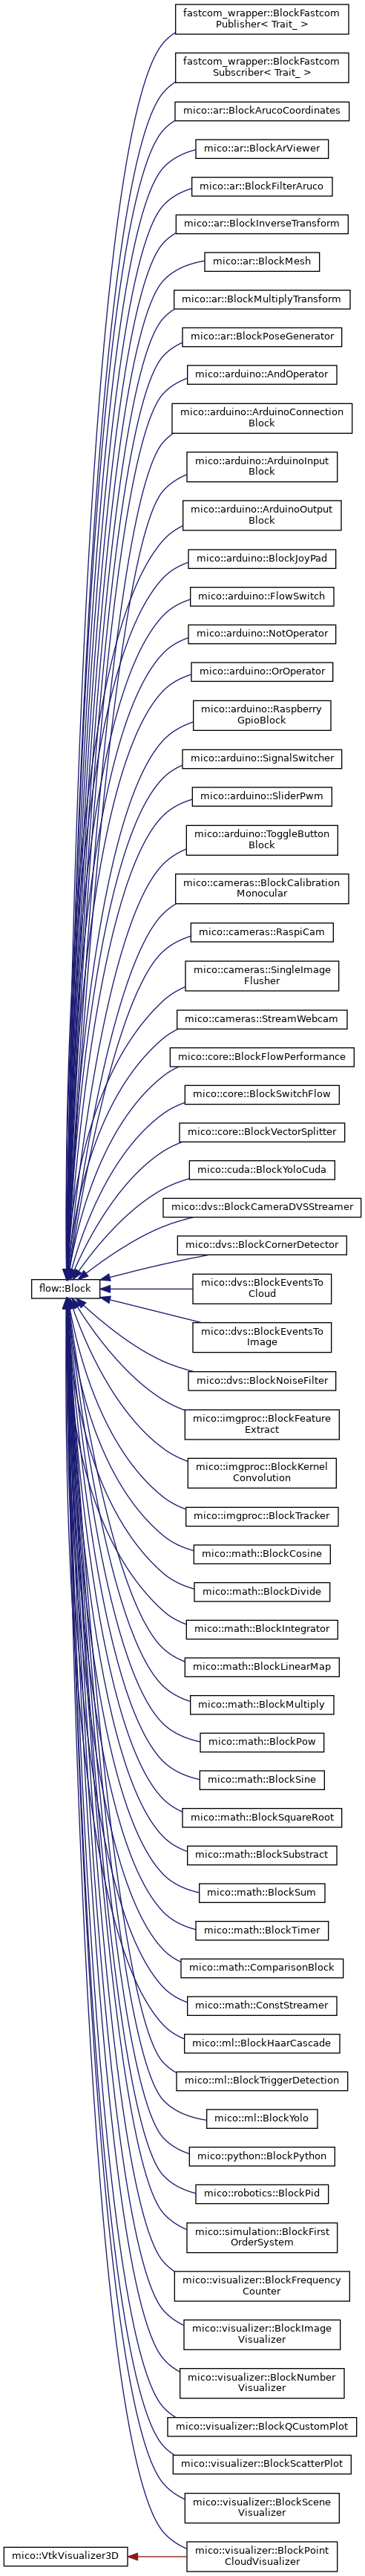 fastcom_wrapper::BlockFastcom
Publisher< Trait_ >
fastcom_wrapper::BlockFastcom
Subscriber< Trait_ >
mico::ar::BlockArucoCoordinates
mico::ar::BlockArViewer
mico::ar::BlockFilterAruco
mico::ar::BlockInverseTransform
mico::ar::BlockMesh
mico::ar::BlockMultiplyTransform
mico::ar::BlockPoseGenerator
mico::arduino::AndOperator
mico::arduino::ArduinoConnection
Block
mico::arduino::ArduinoInput
Block
mico::arduino::ArduinoOutput
Block
mico::arduino::BlockJoyPad
mico::arduino::FlowSwitch
mico::arduino::NotOperator
mico::arduino::OrOperator
mico::arduino::Raspberry
GpioBlock
mico::arduino::SignalSwitcher
mico::arduino::SliderPwm
mico::arduino::ToggleButton
Block
mico::cameras::BlockCalibration
Monocular
mico::cameras::RaspiCam
mico::cameras::SingleImage
Flusher
mico::cameras::StreamWebcam
mico::core::BlockFlowPerformance
mico::core::BlockSwitchFlow
mico::core::BlockVectorSplitter
mico::cuda::BlockYoloCuda
mico::dvs::BlockCameraDVSStreamer
mico::dvs::BlockCornerDetector
flow::Block
mico::dvs::BlockEventsTo
Cloud
mico::dvs::BlockEventsTo
Image
mico::dvs::BlockNoiseFilter
mico::imgproc::BlockFeature
Extract
mico::imgproc::BlockKernel
Convolution
mico::imgproc::BlockTracker
mico::math::BlockCosine
mico::math::BlockDivide
mico::math::BlockIntegrator
mico::math::BlockLinearMap
mico::math::BlockMultiply
mico::math::BlockPow
mico::math::BlockSine
mico::math::BlockSquareRoot
mico::math::BlockSubstract
mico::math::BlockSum
mico::math::BlockTimer
mico::math::ComparisonBlock
mico::math::ConstStreamer
mico::ml::BlockHaarCascade
mico::ml::BlockTriggerDetection
mico::ml::BlockYolo
mico::python::BlockPython
mico::robotics::BlockPid
mico::simulation::BlockFirst
OrderSystem
mico::visualizer::BlockFrequency
Counter
mico::visualizer::BlockImage
Visualizer
mico::visualizer::BlockNumber
Visualizer
mico::visualizer::BlockQCustomPlot
mico::visualizer::BlockScatterPlot
mico::visualizer::BlockScene
Visualizer
mico::VtkVisualizer3D
mico::visualizer::BlockPoint
CloudVisualizer